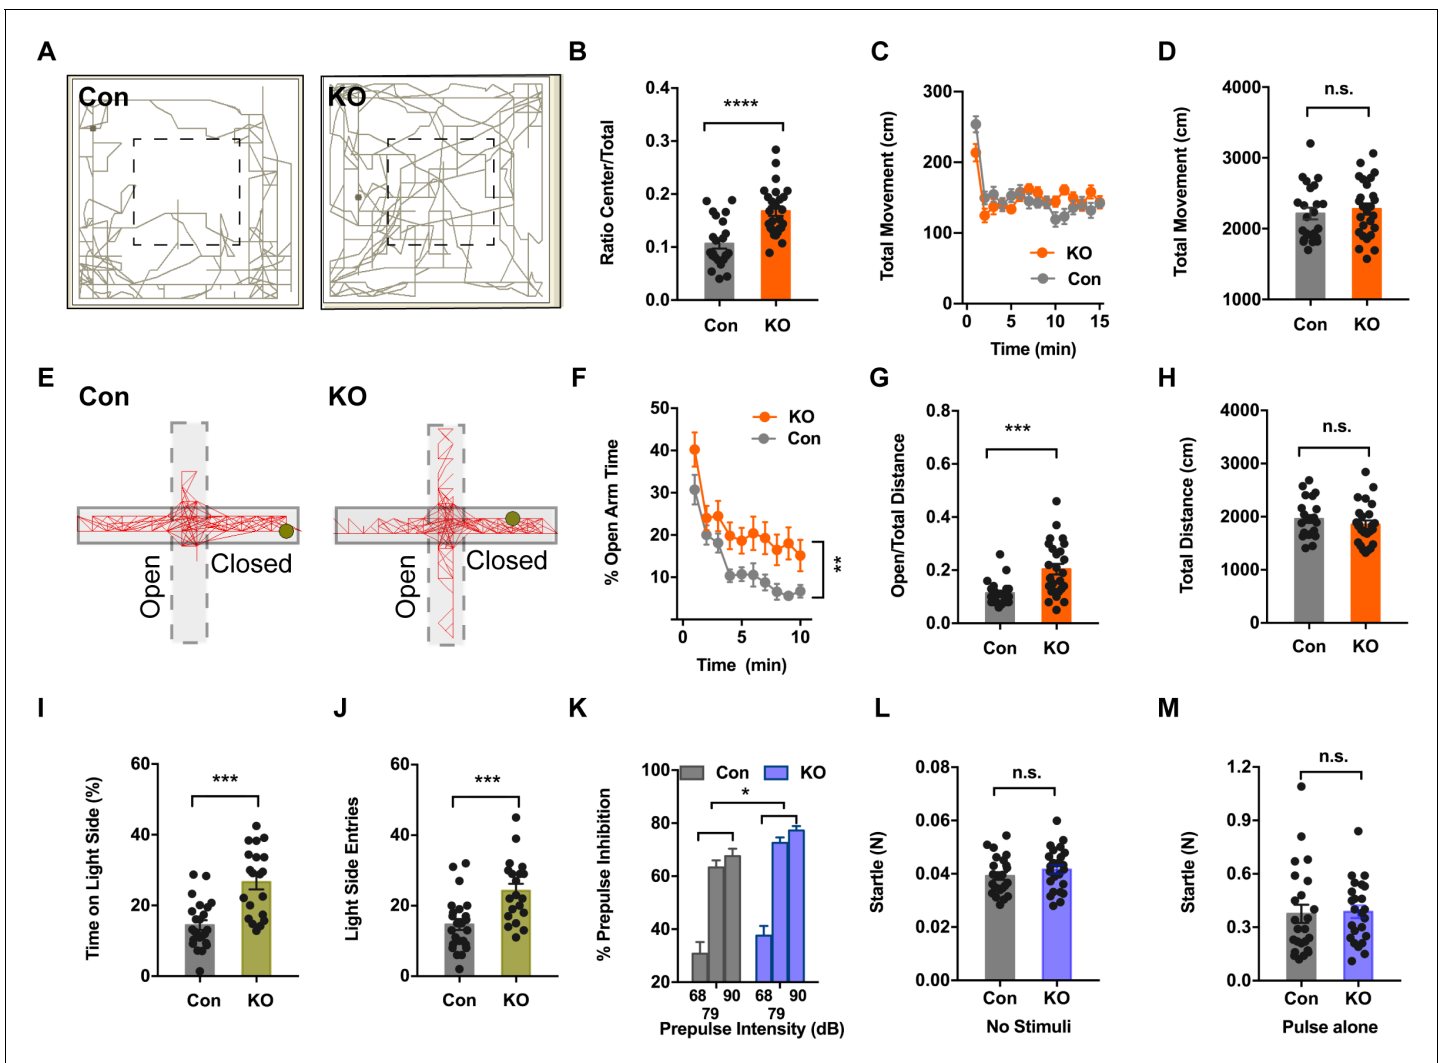 A
B
C
D
Con
KO
Ratio Center/Total
0.4
0.3
0.2
0.1
0.0
****
Con
KO
Total Movement (cm)
300
200
100
0
KO
Con
0
5
10
15
Time (min)
Total Movement (cm)
4000
3000
2000
1000
n.s.
Con
KO
E
F
G
H
Con
Open
Closed
KO
Open
Closed
% Open Arm Time
50
40
30
20
10
KO
Con
**
0
5
10
Time (min)
Open/Total Distance
0.8
0.6
0.4
0.2
0.0
***
Con
KO
Total Distance (cm)
4000
3000
2000
1000
0
n.s.
Con
KO
I
J
K
L
M
Time on Light Side (%)
60
40
20
0
***
Con
KO
Light Side Entries
60
40
20
0
***
Con
KO
% Prepulse Inhibition
100
80
60
40
20
Con
KO
*
68
79
90
68
79
90
Prepulse Intensity (dB)
Startle (N)
0.08
0.06
0.04
0.02
0.00
n.s.
Con
KO
No Stimuli
Startle (N)
1.2
0.9
0.6
0.3
0.0
n.s.
Con
KO
Pulse alone